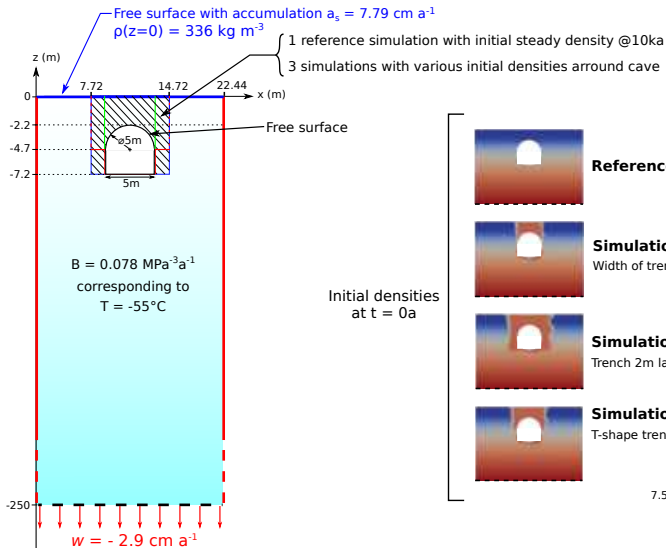 Free surface with accumulation aₛ = 7.79 cm a⁻¹
ρ(z=0) = 336 kg m⁻³
1 reference simulation with initial steady density @10ka
3 simulations with various initial densities arround cave
z (m)
7.72
14.72
22.44
x (m)
0
-2.2
-4.7
-7.2
-250
⌀5m
Free surface
5m
B = 0.078 MPa⁻³a⁻¹
corresponding to
T = -55°C
w = - 2.9 cm a⁻¹
Initial densities
at t = 0a
Referenc
Simulatio
Width of tren
Simulatio
Trench 2m la
Simulatio
T-shape tren
7.5